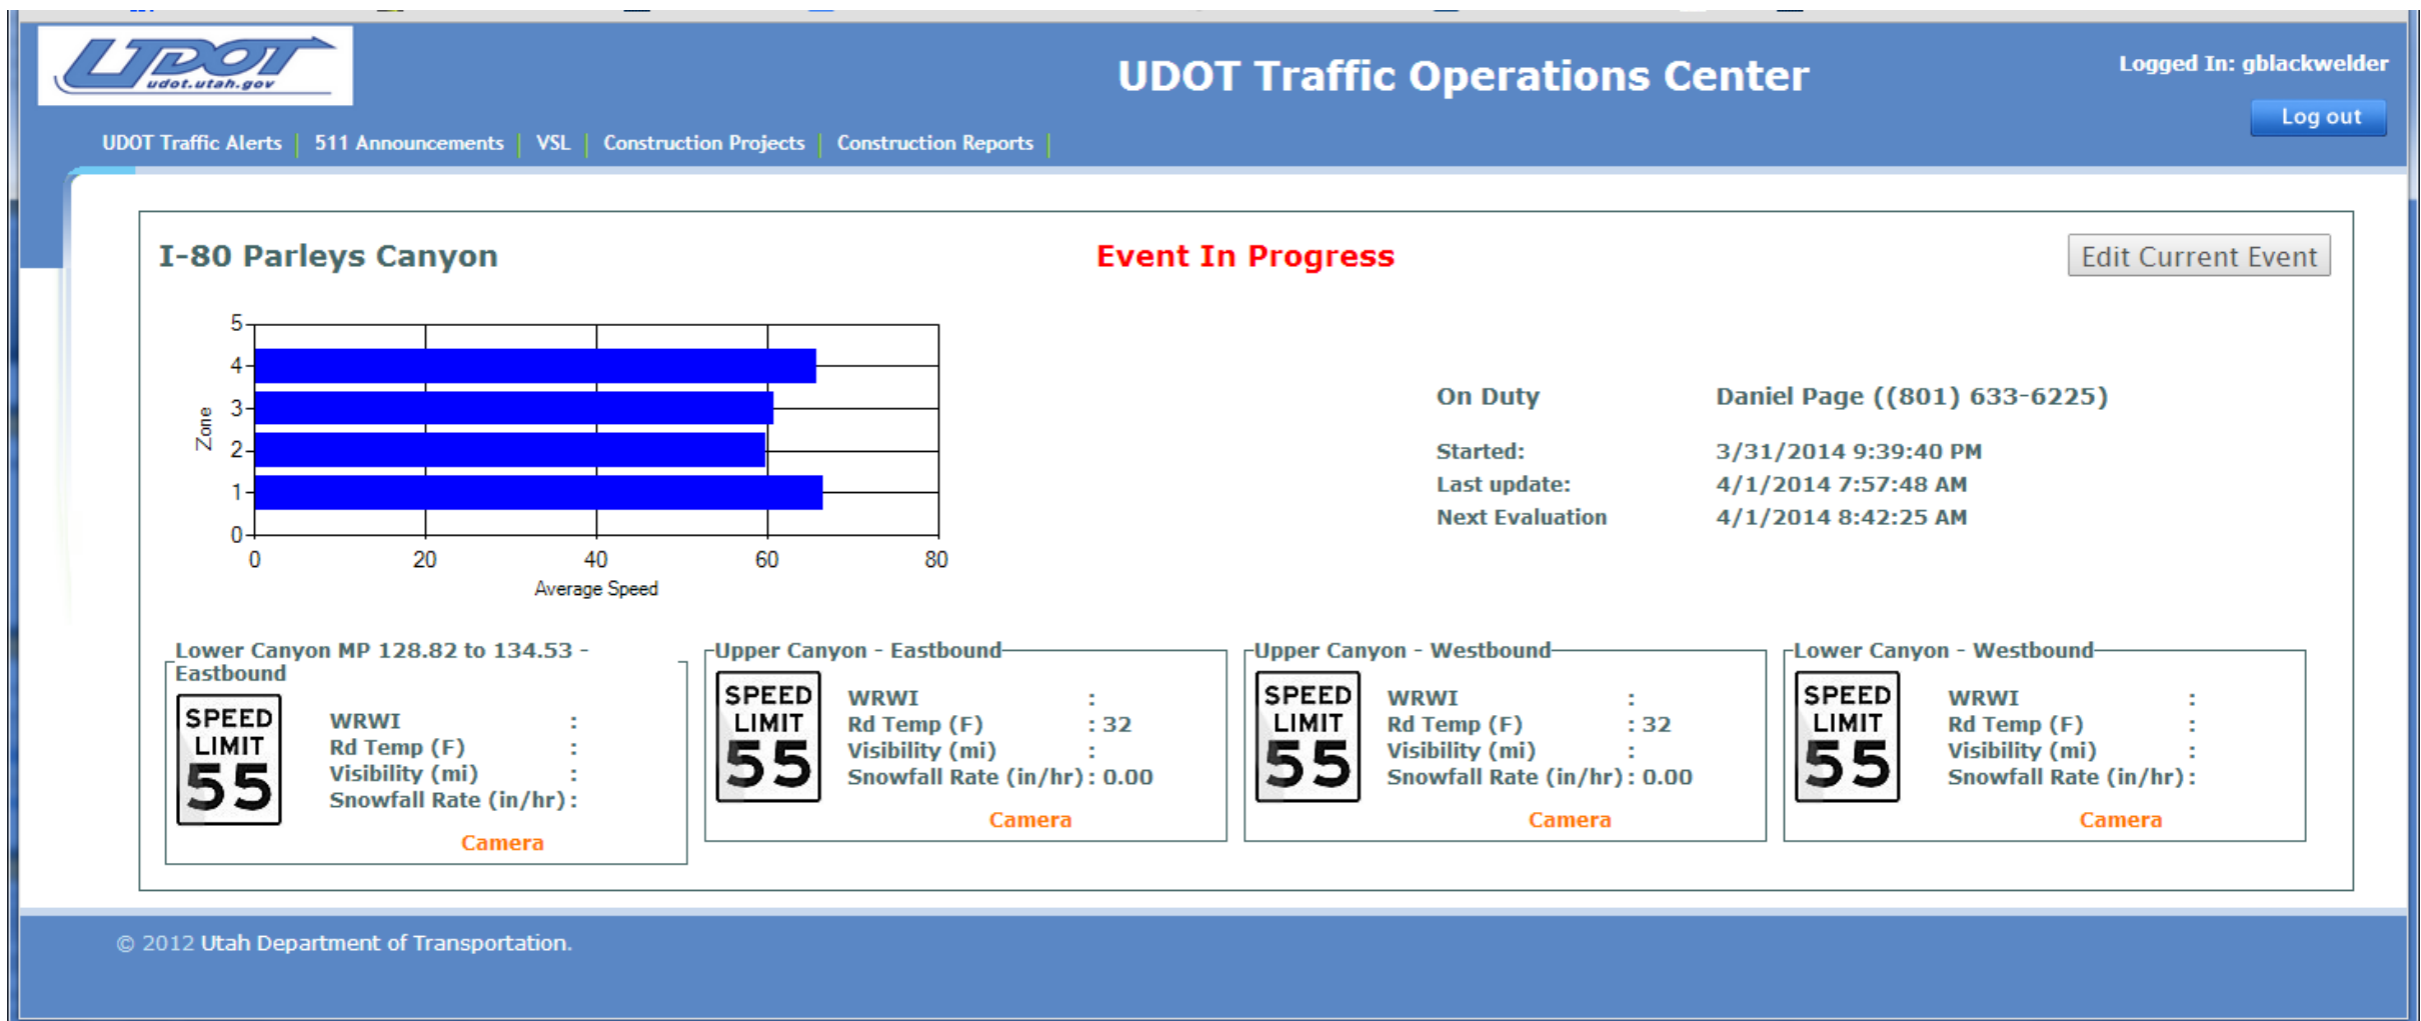 UDOT
udot.utah.gov
UDOT Traffic Operations Center
Logged In: gblackwelder
Log out
UDOT Traffic Alerts | 511 Announcements | VSL | Construction Projects | Construction Reports |
I-80 Parleys Canyon
Event In Progress
Edit Current Event
5
4
3
2
1
0
Zone
0 20 40 60 80
Average Speed
On Duty Daniel Page ((801) 633-6225)
Started: 3/31/2014 9:39:40 PM
Last update: 4/1/2014 7:57:48 AM
Next Evaluation 4/1/2014 8:42:25 AM
Lower Canyon MP 128.82 to 134.53 -
Eastbound
SPEED
LIMIT
55
WRWI :
Rd Temp (F) :
Visibility (mi) :
Snowfall Rate (in/hr) :
Camera
Upper Canyon - Eastbound
SPEED
LIMIT
55
WRWI :
Rd Temp (F) : 32
Visibility (mi) :
Snowfall Rate (in/hr) : 0.00
Camera
Upper Canyon - Westbound
SPEED
LIMIT
55
WRWI :
Rd Temp (F) : 32
Visibility (mi) :
Snowfall Rate (in/hr) : 0.00
Camera
Lower Canyon - Westbound
SPEED
LIMIT
55
WRWI :
Rd Temp (F) :
Visibility (mi) :
Snowfall Rate (in/hr) :
Camera
© 2012 Utah Department of Transportation.